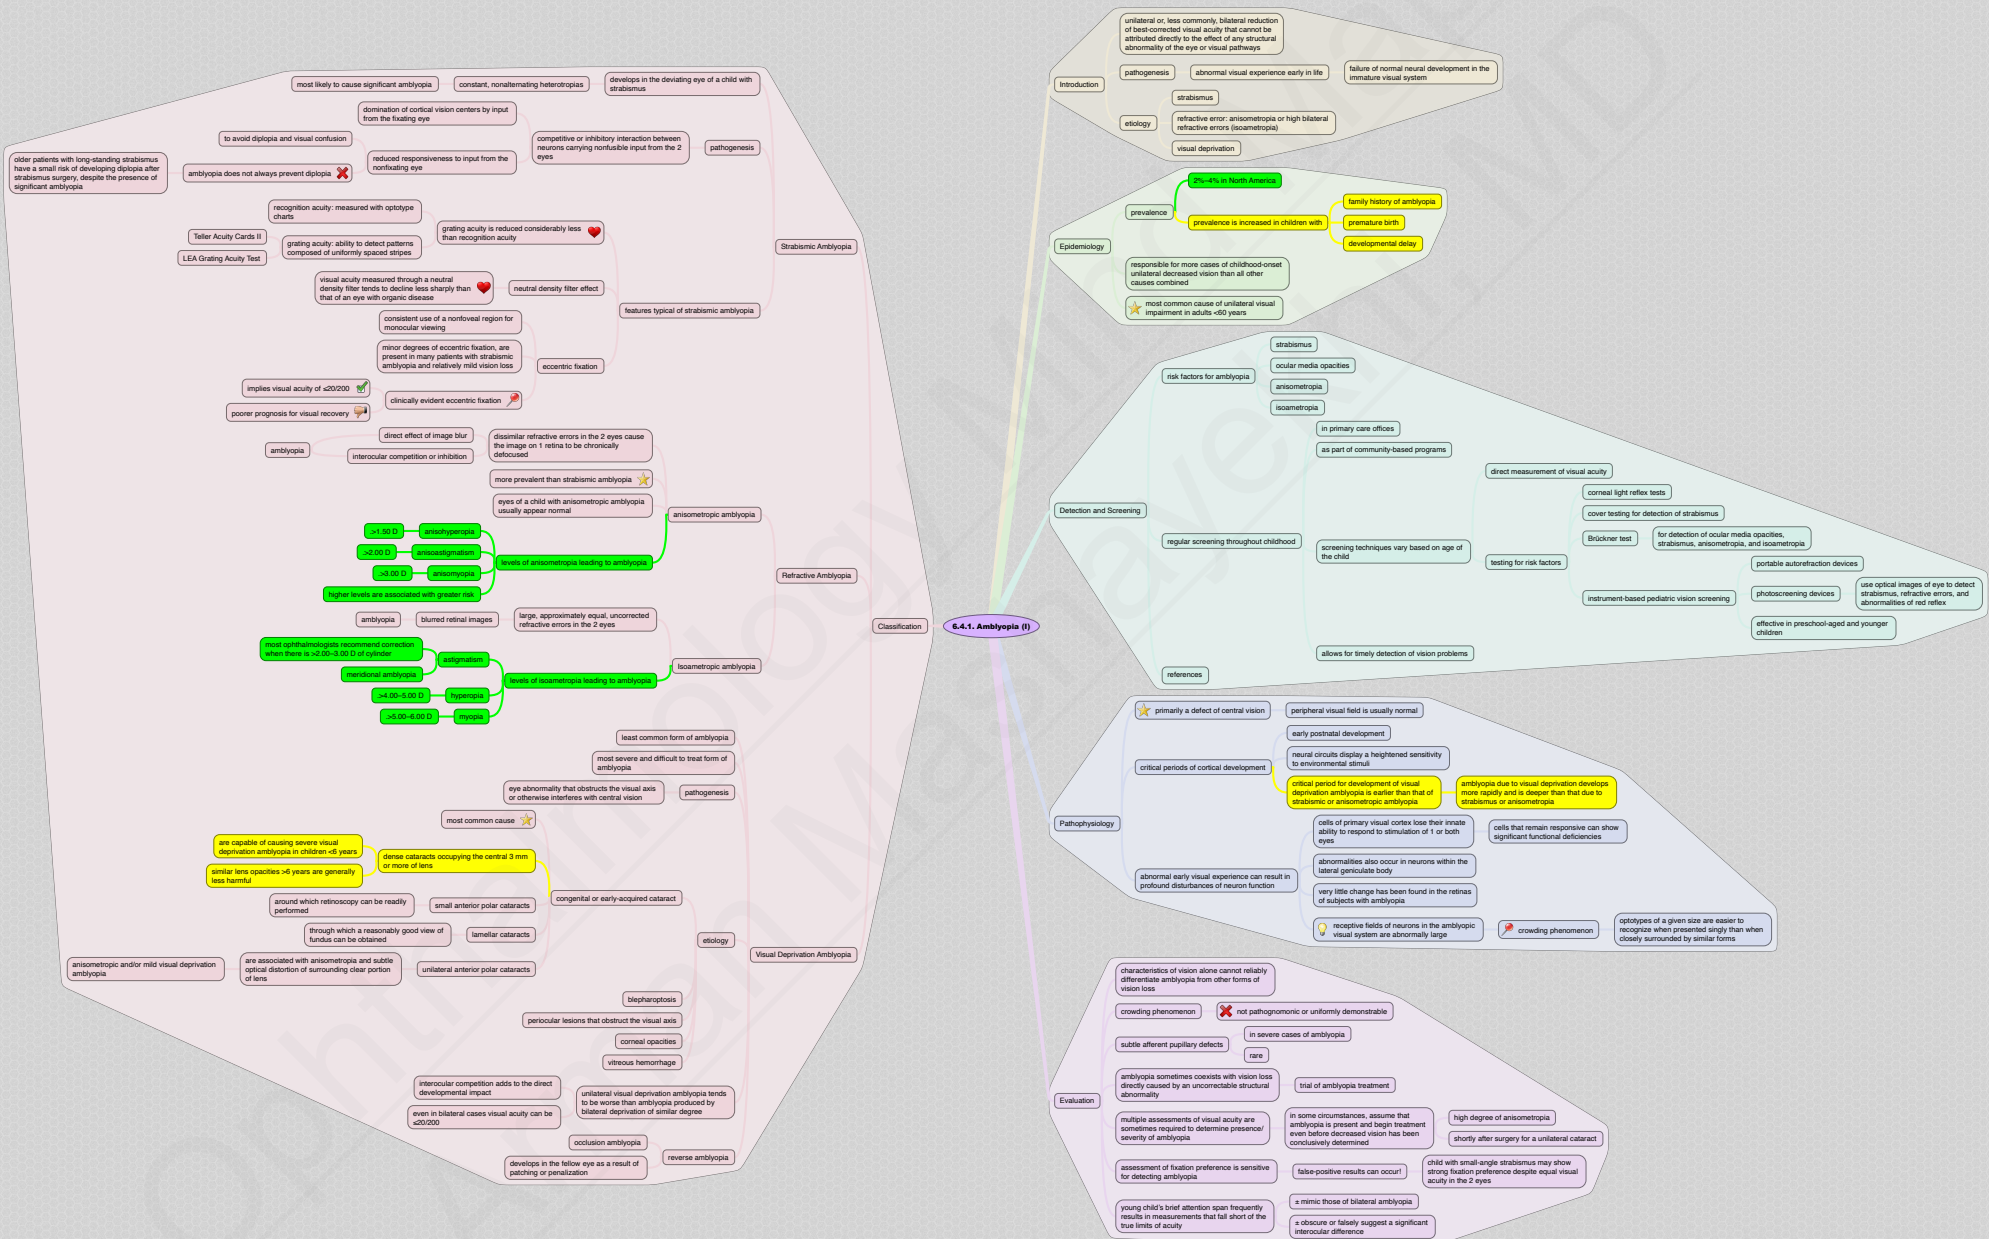 6.4.1. Amblyopia (I)
Introduction
unilateral or, less commonly, bilateral reduction
of best-corrected visual acuity that cannot be
attributed directly to the effect of any structural
abnormality of the eye or visual pathways
pathogenesis
abnormal visual experience early in life
failure of normal neural development in the
immature visual system
etiology
strabismus
refractive error: anisometropia or high bilateral
refractive errors (isoametropia)
visual deprivation
Epidemiology
prevalence
2%–4% in North America
prevalence is increased in children with
family history of amblyopia
premature birth
developmental delay
responsible for more cases of childhood-onset
unilateral decreased vision than all other
causes combined
most common cause of unilateral visual
impairment in adults <60 years
Detection and Screening
risk factors for amblyopia
strabismus
ocular media opacities
anisometropia
isoametropia
regular screening throughout childhood
in primary care offices
as part of community-based programs
screening techniques vary based on age of
the child
direct measurement of visual acuity
testing for risk factors
corneal light reflex tests
cover testing for detection of strabismus
Brückner test
for detection of ocular media opacities,
strabismus, anisometropia, and isoametropia
instrument-based pediatric vision screening
portable autorefraction devices
photoscreening devices
use optical images of eye to detect
strabismus, refractive errors, and
abnormalities of red reflex
effective in preschool-aged and younger
children
allows for timely detection of vision problems
references
Pathophysiology
primarily a defect of central vision
peripheral visual field is usually normal
critical periods of cortical development
early postnatal development
neural circuits display a heightened sensitivity
to environmental stimuli
critical period for development of visual
deprivation amblyopia is earlier than that of
strabismic or anisometropic amblyopia
amblyopia due to visual deprivation develops
more rapidly and is deeper than that due to
strabismus or anisometropia
abnormal early visual experience can result in
profound disturbances of neuron function
cells of primary visual cortex lose their innate
ability to respond to stimulation of 1 or both
eyes
cells that remain responsive can show
significant functional deficiencies
abnormalities also occur in neurons within the
lateral geniculate body
very little change has been found in the retinas
of subjects with amblyopia
receptive fields of neurons in the amblyopic
visual system are abnormally large
crowding phenomenon
optotypes of a given size are easier to
recognize when presented singly than when
closely surrounded by similar forms
Evaluation
characteristics of vision alone cannot reliably
differentiate amblyopia from other forms of
vision loss
crowding phenomenon
not pathognomonic or uniformly demonstrable
subtle afferent pupillary defects
in severe cases of amblyopia
rare
amblyopia sometimes coexists with vision loss
directly caused by an uncorrectable structural
abnormality
trial of amblyopia treatment
multiple assessments of visual acuity are
sometimes required to determine presence/
severity of amblyopia
in some circumstances, assume that
amblyopia is present and begin treatment
even before decreased vision has been
conclusively determined
high degree of anisometropia
shortly after surgery for a unilateral cataract
assessment of fixation preference is sensitive
for detecting amblyopia
false-positive results can occur!
child with small-angle strabismus may show
strong fixation preference despite equal visual
acuity in the 2 eyes
young child's brief attention span frequently
results in measurements that fall short of the
true limits of acuity
± mimic those of bilateral amblyopia
± obscure or falsely suggest a significant
interocular difference
Classification
Strabismic Amblyopia
develops in the deviating eye of a child with
strabismus
constant, nonalternating heterotropias
most likely to cause significant amblyopia
pathogenesis
competitive or inhibitory interaction between
neurons carrying nonfusible input from the 2
eyes
domination of cortical vision centers by input
from the fixating eye
reduced responsiveness to input from the
nonfixating eye
to avoid diplopia and visual confusion
amblyopia does not always prevent diplopia
older patients with long-standing strabismus
have a small risk of developing diplopia after
strabismus surgery, despite the presence of
significant amblyopia
features typical of strabismic amblyopia
grating acuity is reduced considerably less
than recognition acuity
recognition acuity: measured with optotype
charts
grating acuity: ability to detect patterns
composed of uniformly spaced stripes
Teller Acuity Cards II
LEA Grating Acuity Test
neutral density filter effect
visual acuity measured through a neutral
density filter tends to decline less sharply than
that of an eye with organic disease
eccentric fixation
consistent use of a nonfoveal region for
monocular viewing
minor degrees of eccentric fixation, are
present in many patients with strabismic
amblyopia and relatively mild vision loss
clinically evident eccentric fixation
implies visual acuity of ≤20/200
poorer prognosis for visual recovery
Refractive Amblyopia
anisometropic amblyopia
dissimilar refractive errors in the 2 eyes cause
the image on 1 retina to be chronically
defocused
direct effect of image blur
interocular competition or inhibition
amblyopia
more prevalent than strabismic amblyopia
eyes of a child with anisometropic amblyopia
usually appear normal
levels of anisometropia leading to amblyopia
anisohyperopia
.>1.50 D
anisoastigmatism
.>2.00 D
anisomyopia
.>3.00 D
higher levels are associated with greater risk
Isoametropic amblyopia
large, approximately equal, uncorrected
refractive errors in the 2 eyes
blurred retinal images
amblyopia
levels of isoametropia leading to amblyopia
astigmatism
most ophthalmologists recommend correction
when there is >2.00–3.00 D of cylinder
meridional amblyopia
hyperopia
.>4.00–5.00 D
myopia
.>5.00–6.00 D
Visual Deprivation Amblyopia
least common form of amblyopia
most severe and difficult to treat form of
amblyopia
pathogenesis
eye abnormality that obstructs the visual axis
or otherwise interferes with central vision
etiology
congenital or early-acquired cataract
most common cause
dense cataracts occupying the central 3 mm
or more of lens
are capable of causing severe visual
deprivation amblyopia in children <6 years
similar lens opacities >6 years are generally
less harmful
small anterior polar cataracts
around which retinoscopy can be readily
performed
lamellar cataracts
through which a reasonably good view of
fundus can be obtained
unilateral anterior polar cataracts
are associated with anisometropia and subtle
optical distortion of surrounding clear portion
of lens
anisometropic and/or mild visual deprivation
amblyopia
blepharoptosis
periocular lesions that obstruct the visual axis
corneal opacities
vitreous hemorrhage
unilateral visual deprivation amblyopia tends
to be worse than amblyopia produced by
bilateral deprivation of similar degree
interocular competition adds to the direct
developmental impact
even in bilateral cases visual acuity can be
≤20/200
reverse amblyopia
occlusion amblyopia
develops in the fellow eye as a result of
patching or penalization